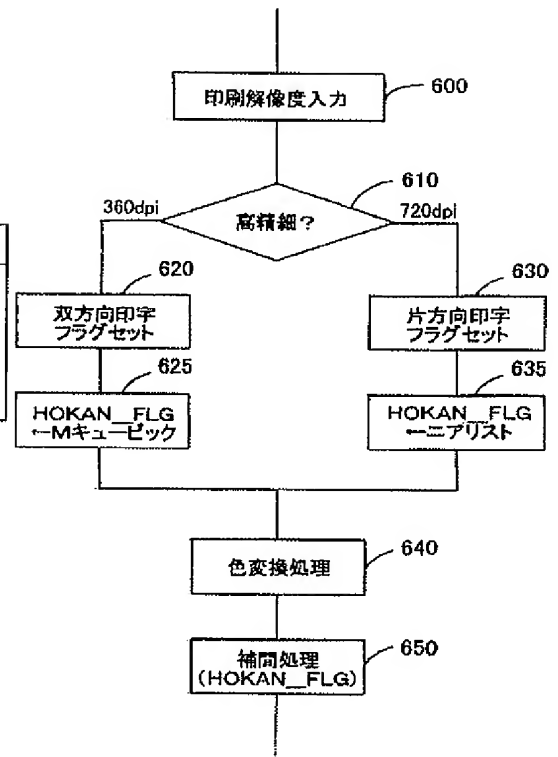 印刷解像度入力
600
高精細?
610
360dpi
720dpi
双方向印字
フラグセット
620
片方向印字
フラグセット
630
HOKAN__FLG
←Mキュービック
625
HOKAN__FLG
←ニアリスト
635
色変換処理
640
補間処理
(HOKAN__FLG)
650